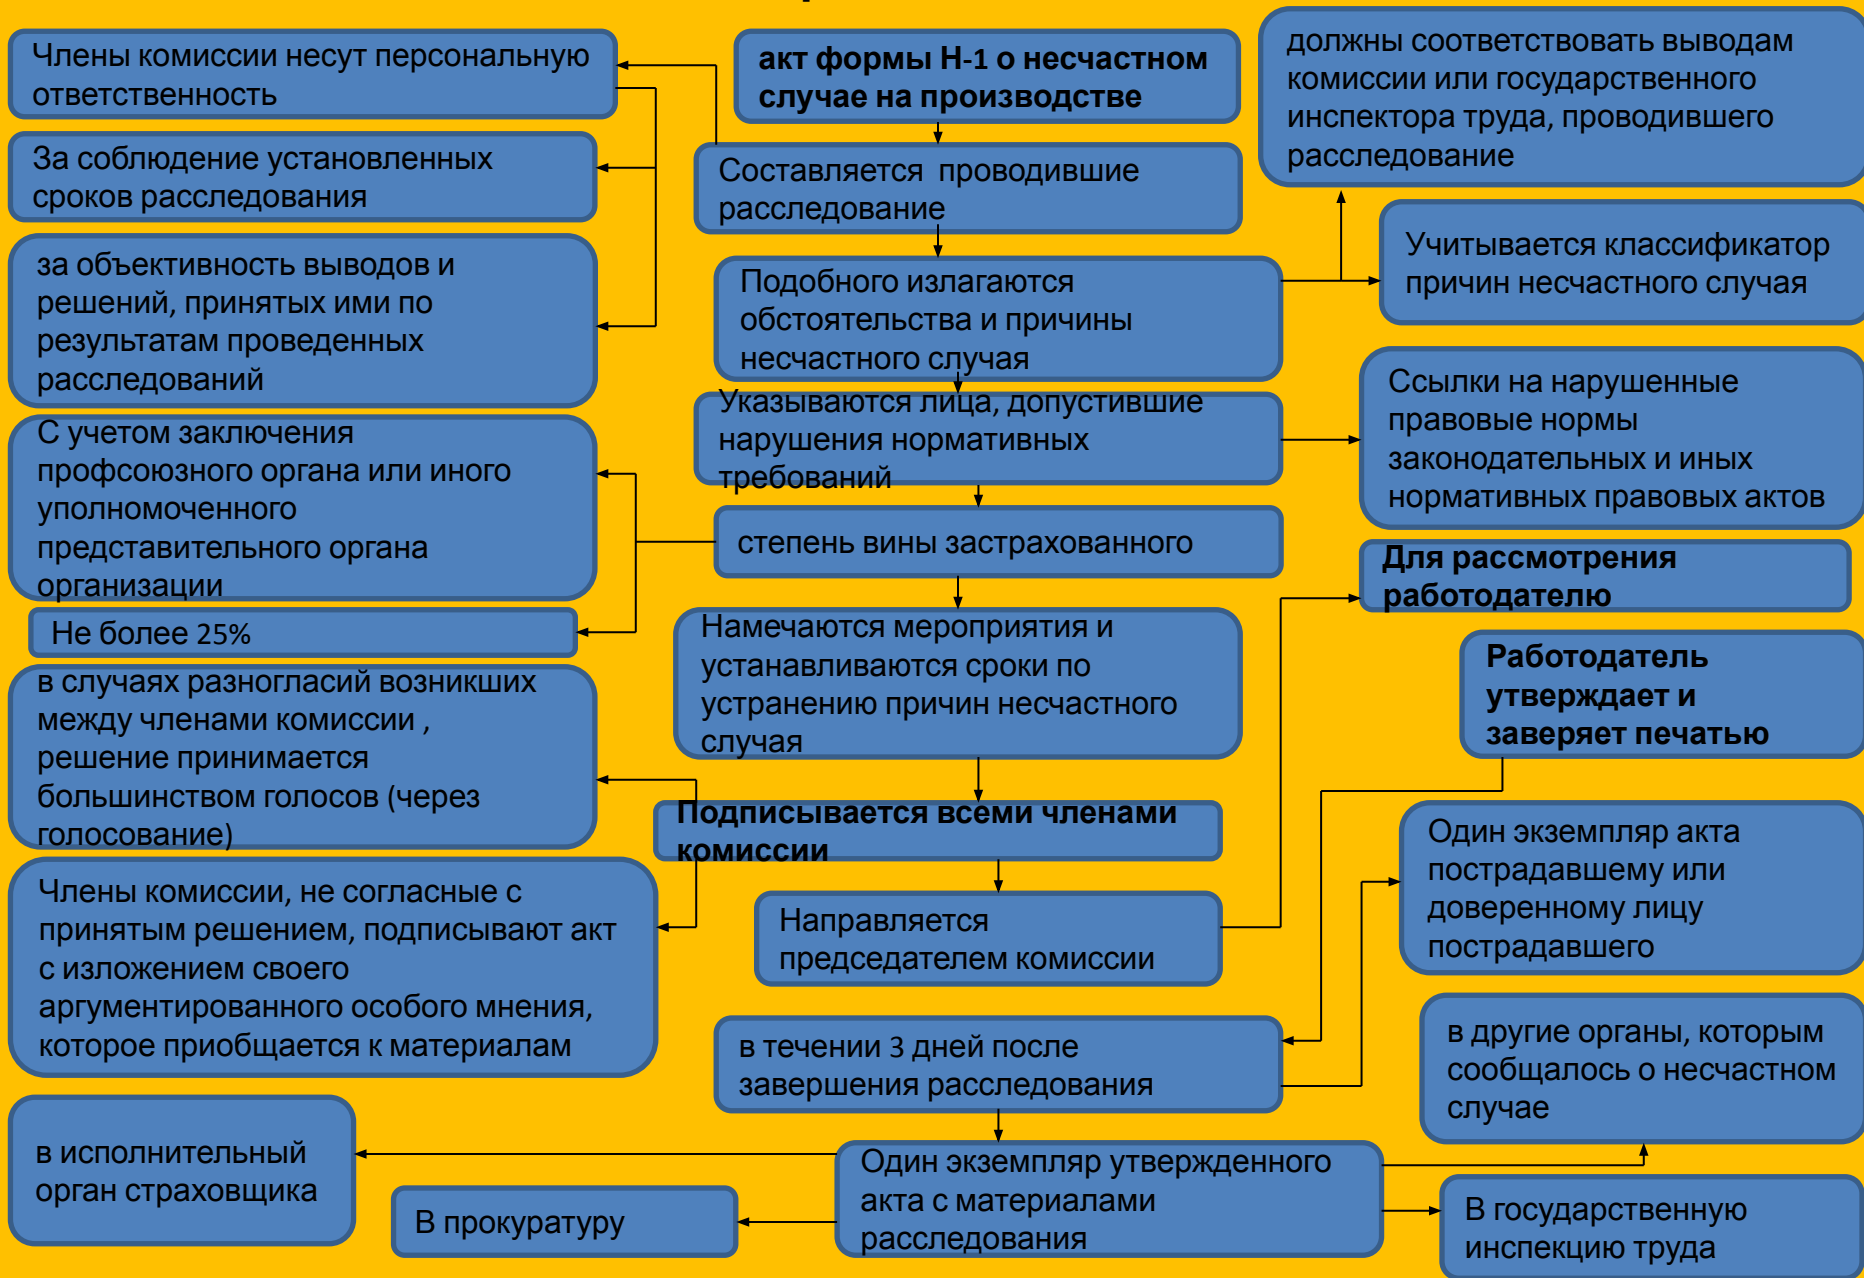 Члены комиссии несут персональную
ответственность
акт формы Н-1 о несчастном
случае на производстве
должны соответствовать выводам
комиссии или государственного
инспектора труда, проводившего
расследование
За соблюдение установленных
сроков расследования
Составляется проводившие
расследование
Учитывается классификатор
причин несчастного случая
за объективность выводов и
решений, принятых ими по
результатам проведенных
расследований
Подобного излагаются
обстоятельства и причины
несчастного случая
Ссылки на нарушенные
правовые нормы
законодательных и иных
нормативных правовых актов
Указываются лица, допустившие
нарушения нормативных
требований
С учетом заключения
профсоюзного органа или иного
уполномоченного
представительного органа
организации
степень вины застрахованного
Для рассмотрения
работодателю
Не более 25%
Намечаются мероприятия и
устанавливаются сроки по
устранению причин несчастного
случая
Работодатель
утверждает и
заверяет печатью
в случаях разногласий возникших
между членами комиссии ,
решение принимается
большинством голосов (через
голосование)
Подписывается всеми членами
комиссии
Один экземпляр акта
пострадавшему или
доверенному лицу
пострадавшего
Члены комиссии, не согласные с
принятым решением, подписывают акт
с изложением своего
аргументированного особого мнения,
которое приобщается к материалам
Направляется
председателем комиссии
в течении 3 дней после
завершения расследования
в другие органы, которым
сообщалось о несчастном
случае
в исполнительный
орган страховщика
В прокуратуру
Один экземпляр утвержденного
акта с материалами
расследования
В государственную
инспекцию труда